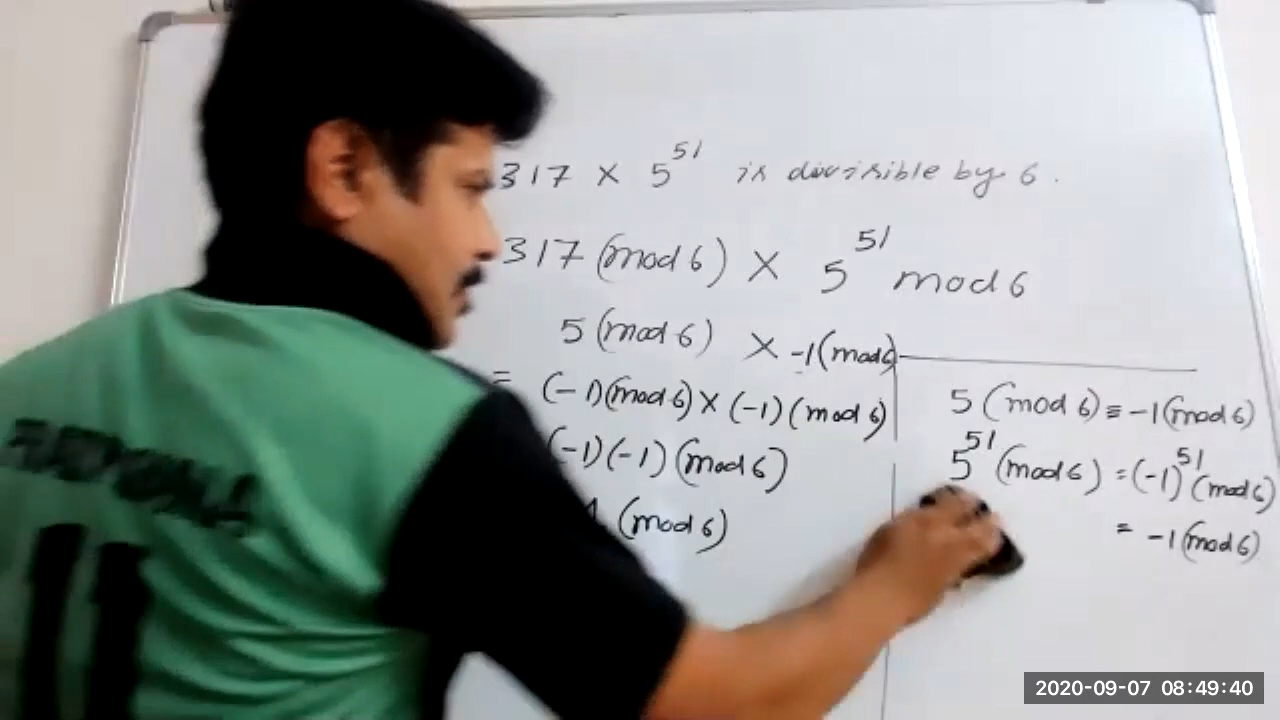 317 × 5^51 is divisible by 6.
317 (mod 6) × 5^51 mod 6
5 (mod 6) × -1(mod 6)
= (-1)(mod 6) × (-1)(mod 6)
(-1)(-1)(mod 6)
(mod 6)
5 (mod 6) ≡ -1(mod 6)
5^51 (mod 6) = (-1)^51 (mod 6)
= -1(mod 6)
11
2020-09-07 08:49:40